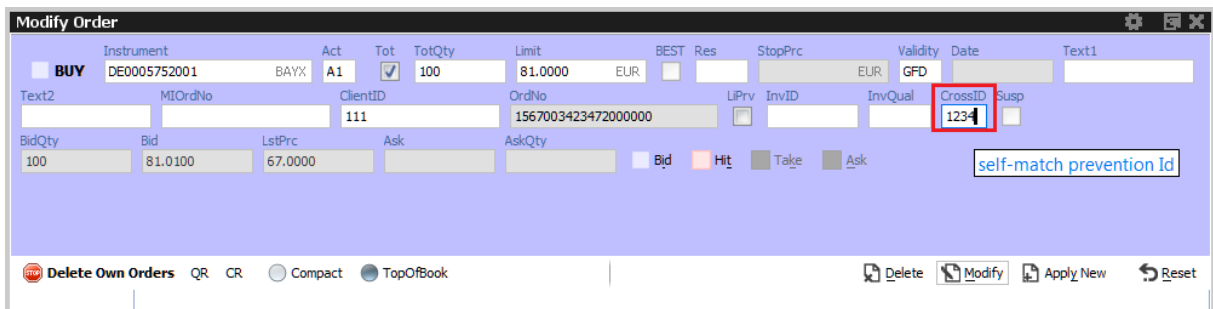 Modify Order
Instrument Act Tot TotQty Limit BEST Res StopPrc Validity Date Text1
BUY DE0005752001 BAYX A1 100 81.0000 EUR EUR GFD
Text2 MIOrdNo ClientID OrdNo LiPrv InvID InvQual CrossID Susp
111 1567003423472000000 1234
BidQty Bid LstPrc Ask AskQty
100 81.0100 67.0000 Bid Hit Take Ask
self-match prevention Id
STOP Delete Own Orders QR CR Compact TopOfBook Delete Modify Apply New Reset